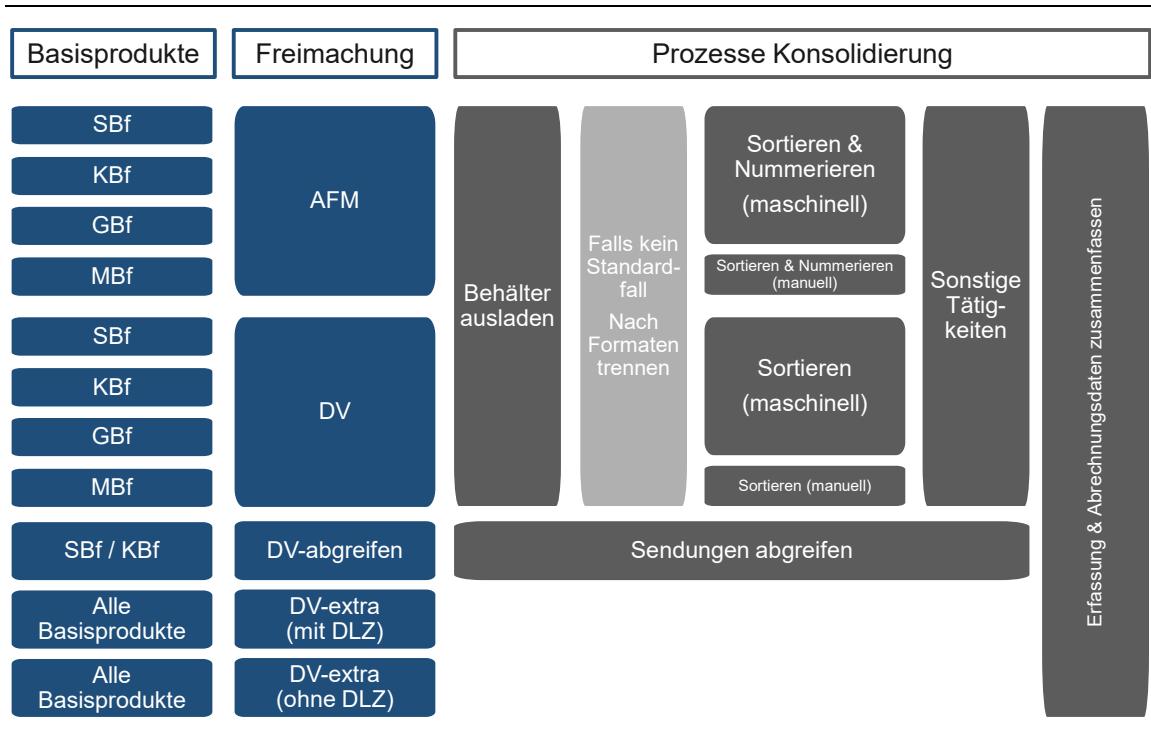 Basisprodukte
Freimachung
Prozesse Konsolidierung
SBf
KBf
GBf
MBf
AFM
SBf
KBf
GBf
MBf
DV
Behälter
ausladen
Falls kein
Standard-
fall
Nach
Formaten
trennen
Sortieren &
Nummerieren
(maschinell)
Sortieren & Nummerieren
(manuell)
Sortieren
(maschinell)
Sortieren (manuell)
Sonstige
Tätig-
keiten
Erfassung & Abrechnungsdaten zusammenfassen
SBf / KBf
DV-abgreifen
Sendungen abgreifen
Alle
Basisprodukte
DV-extra
(mit DLZ)
Alle
Basisprodukte
DV-extra
(ohne DLZ)